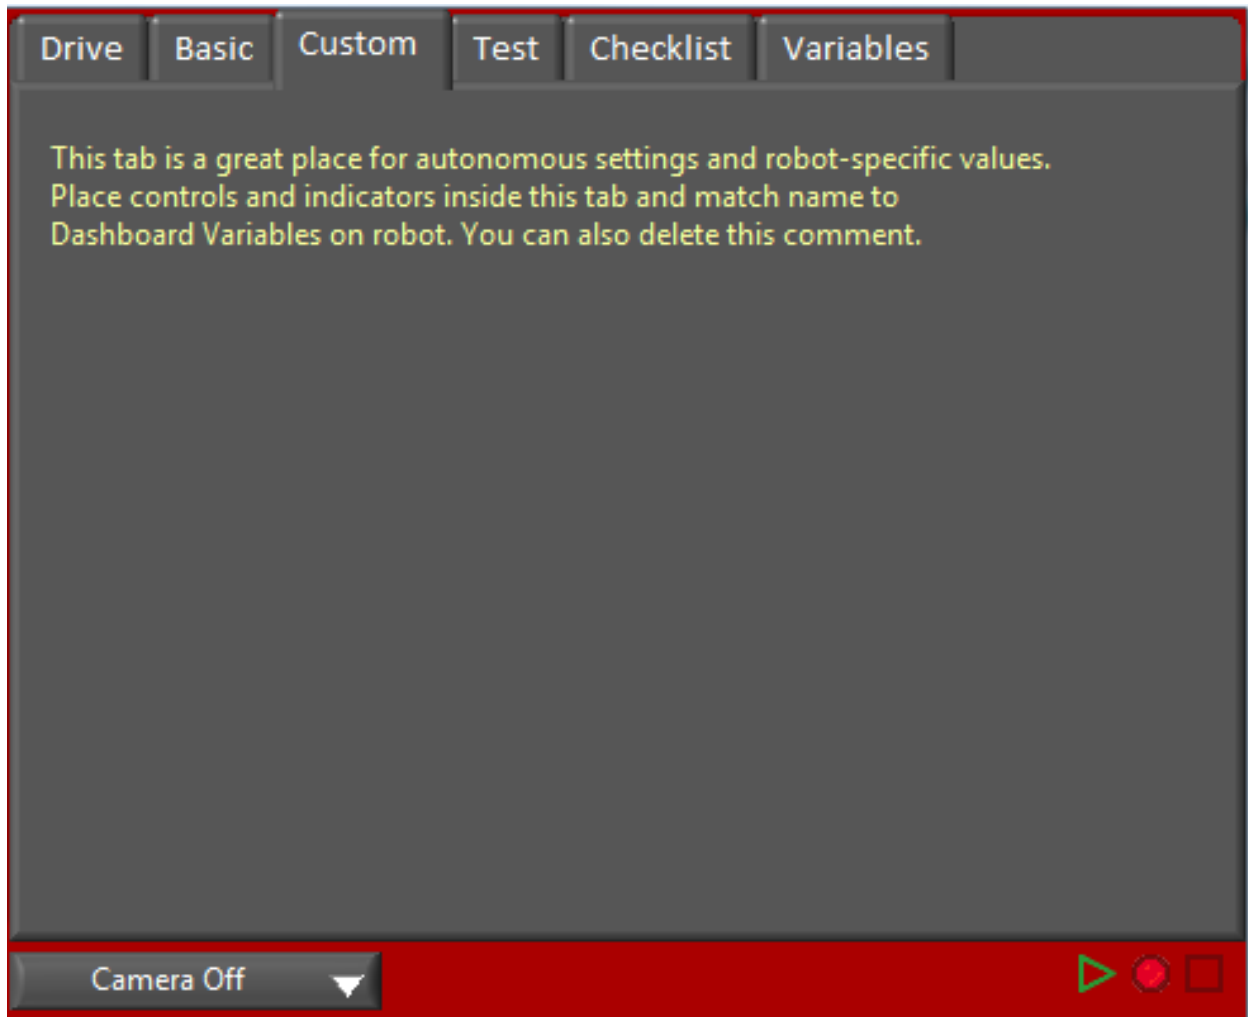 Drive Basic Custom Test Checklist Variables
This tab is a great place for autonomous settings and robot-specific values.
Place controls and indicators inside this tab and match name to
Dashboard Variables on robot. You can also delete this comment.
Camera Off